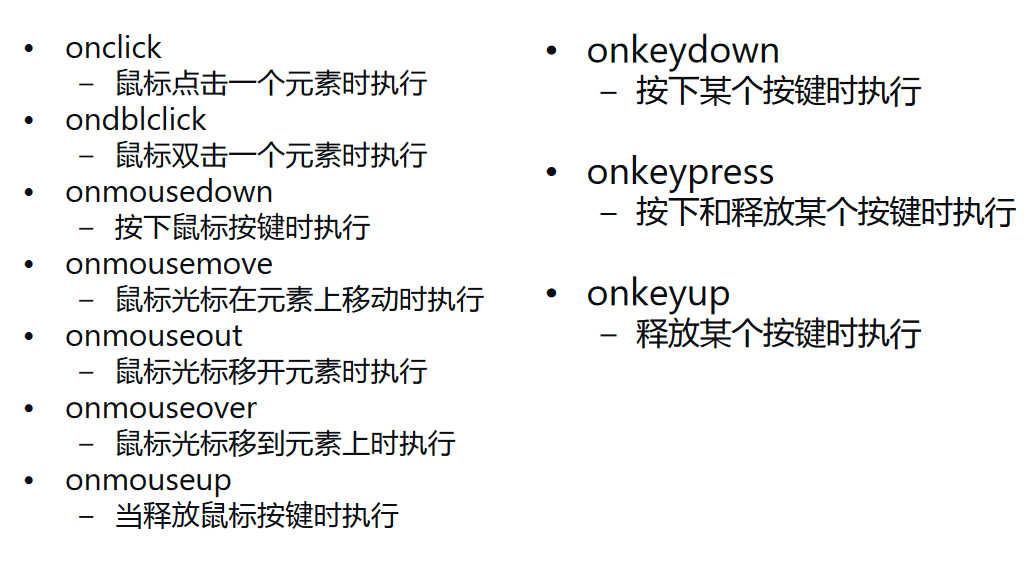 • onclick
– 鼠标点击一个元素时执行
• ondblclick
– 鼠标双击一个元素时执行
• onmousedown
– 按下鼠标按键时执行
• onmousemove
– 鼠标光标在元素上移动时执行
• onmouseout
– 鼠标光标移开元素时执行
• onmouseover
– 鼠标光标移到元素上时执行
• onmouseup
– 当释放鼠标按键时执行
• onkeydown
– 按下某个按键时执行
• onkeypress
– 按下和释放某个按键时执行
• onkeyup
– 释放某个按键时执行